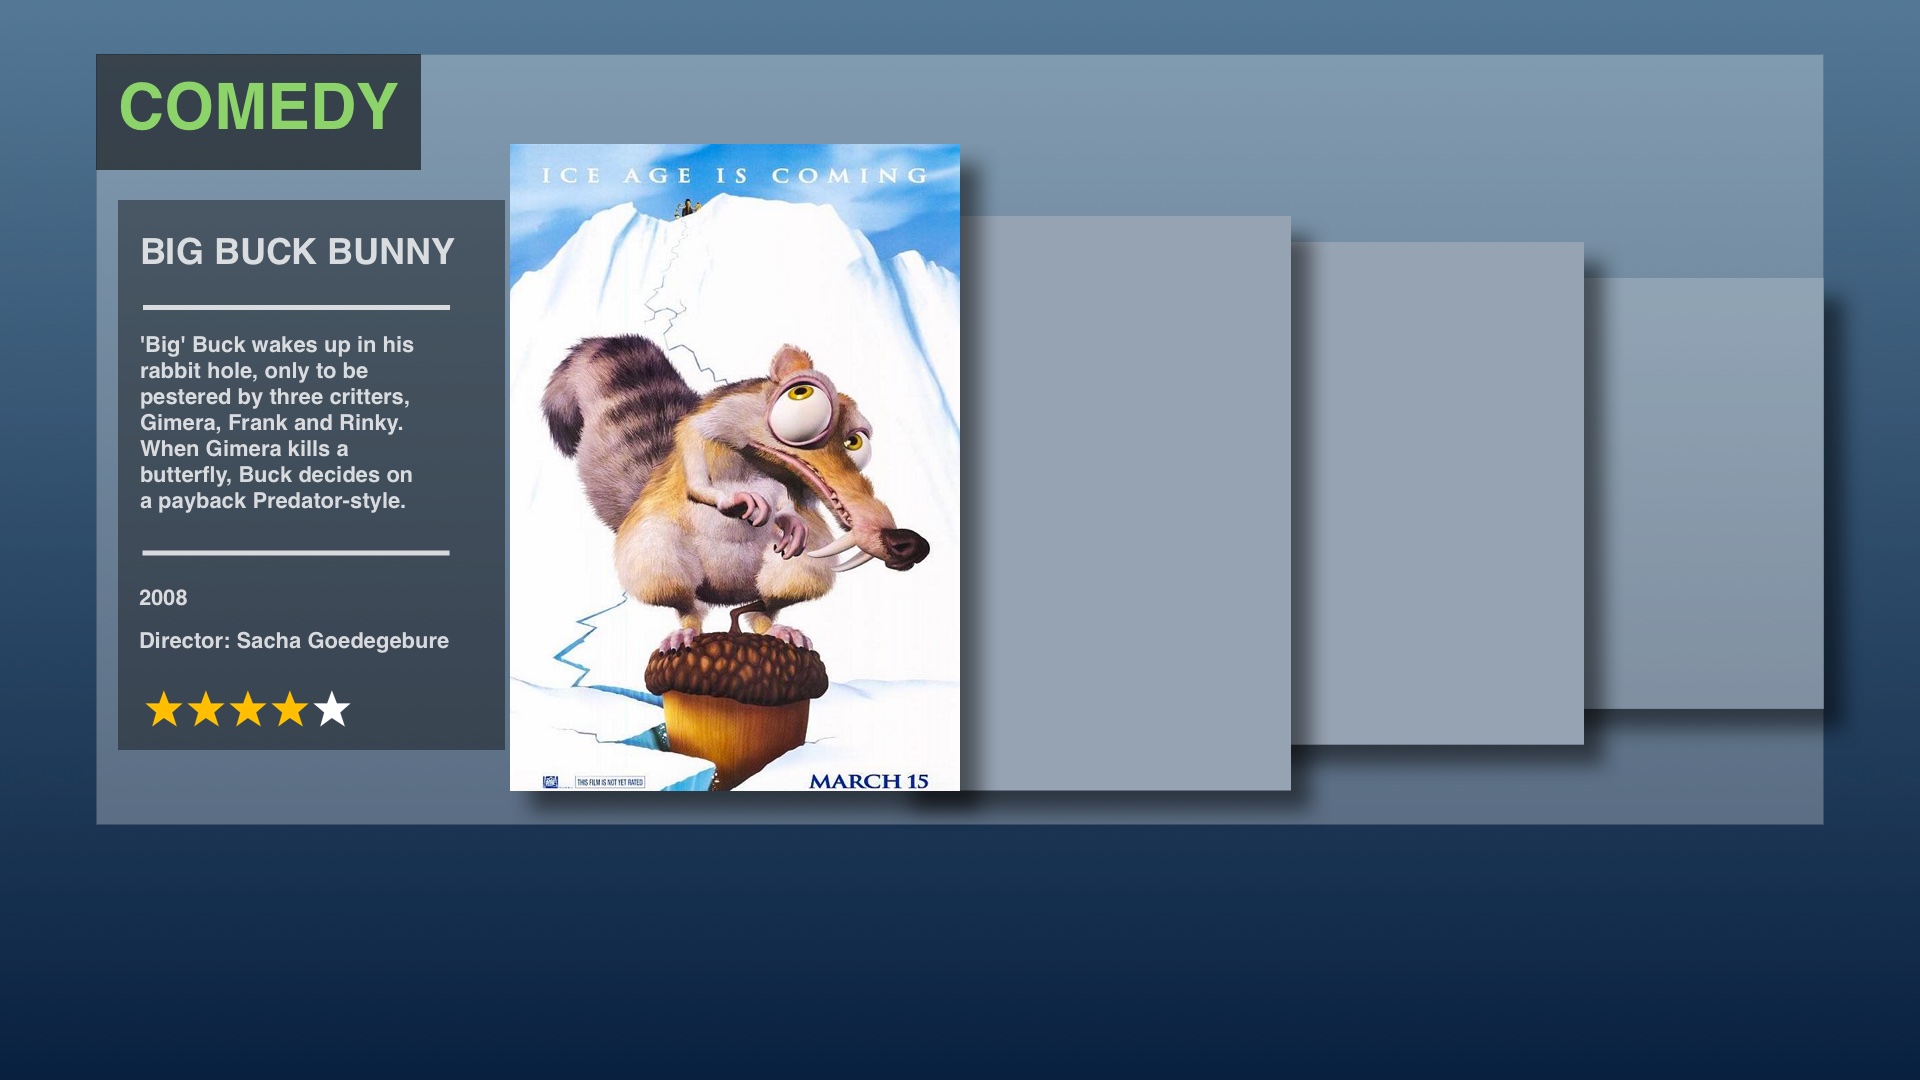 COMEDY
BIG BUCK BUNNY
'Big' Buck wakes up in his
rabbit hole, only to be
pestered by three critters,
Gimera, Frank and Rinky.
When Gimera kills a
butterfly, Buck decides on
a payback Predator-style.
2008
Director: Sacha Goedegebure
ICE AGE IS COMING
THIS FILM IS NOT YET RATED
MARCH 15